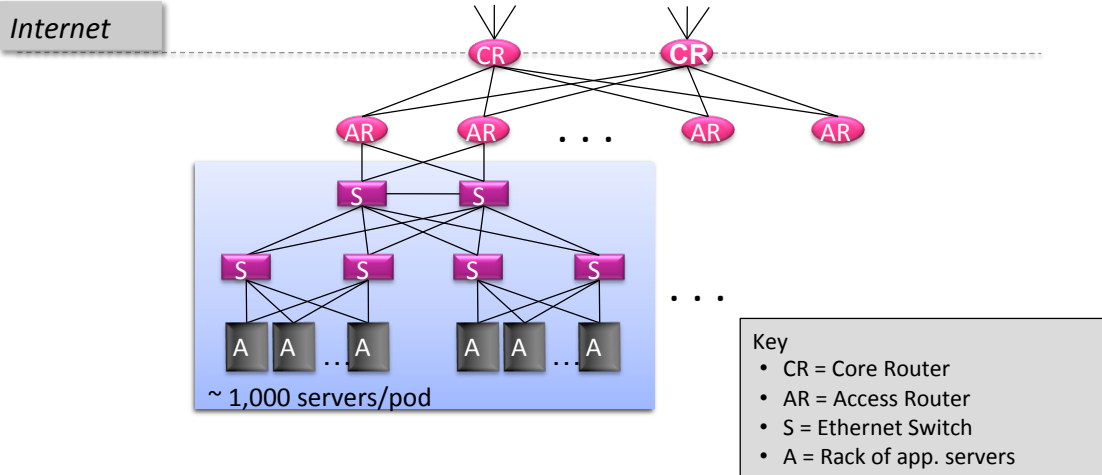 Internet
CR CR
AR AR . . . AR AR
S S
S S S S
. . .
A A ... A A A ... A
~ 1,000 servers/pod
Key
• CR = Core Router
• AR = Access Router
• S = Ethernet Switch
• A = Rack of app. servers